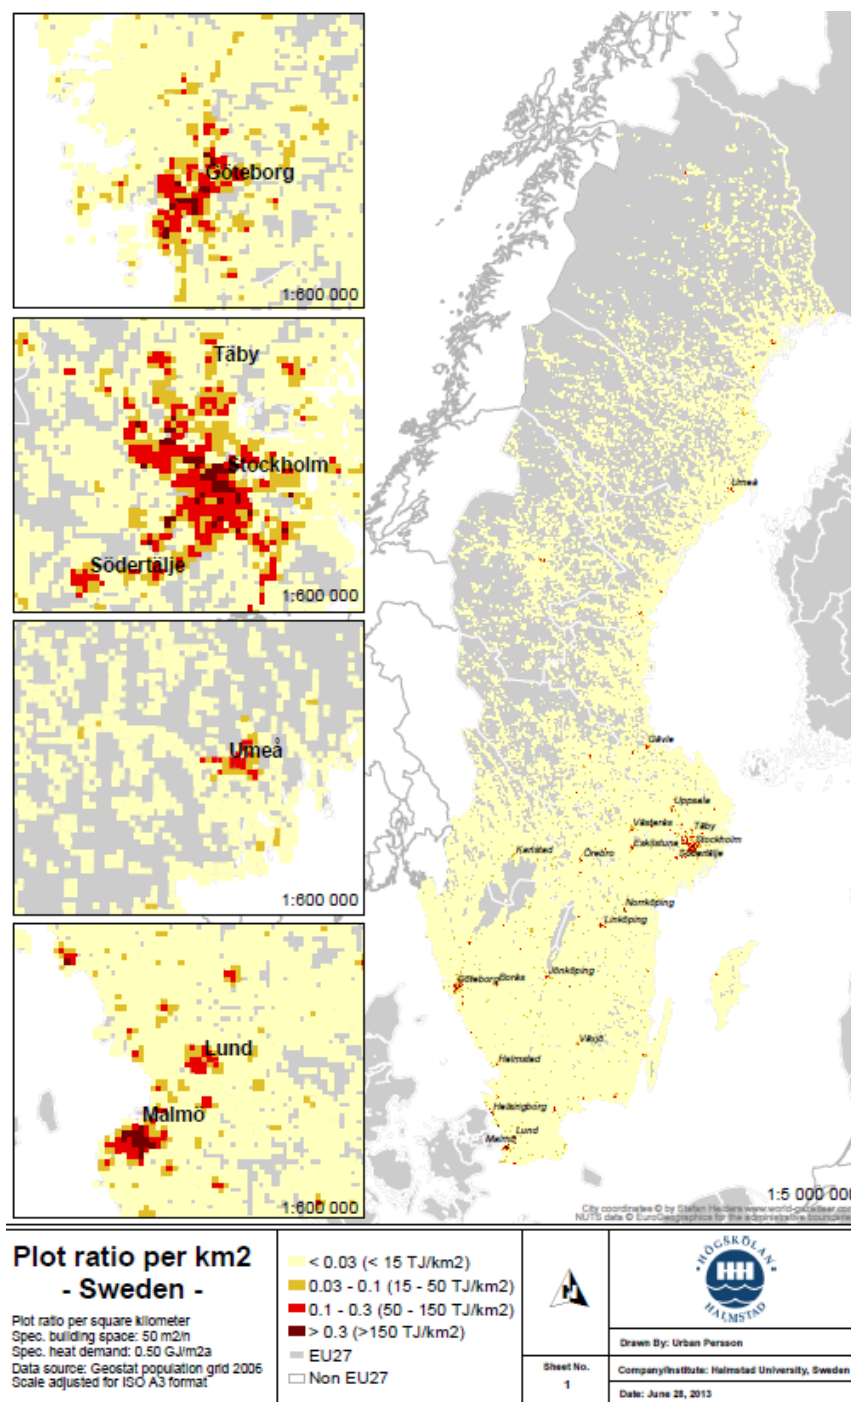 Göteborg
1:600 000
Täby
Stockholm
Södertälje
1:600 000
Umeå
1:600 000
Lund
Malmö
1:600 000
Umeå
Gävle
Uppsala
Västerås
Täby
Stockholm
Eskilstuna
Södertälje
Karlstad
Örebro
Norrköping
Linköping
Göteborg
Borås
Jönköping
Växjö
Halmstad
Helsingborg
Lund
Malmö
1:5 000 000
City coordinates © by Stefan Helders www.world-gazetteer.com
NUTS data © EuroGeographics for the administrative boundaries
Plot ratio per km2
- Sweden -
Plot ratio per square kilometer
Spec. building space: 50 m2/n
Spec. heat demand: 0.50 GJ/m2a
Data source: Geostat population grid 2006
Scale adjusted for ISO A3 format
< 0.03 (< 15 TJ/km2)
0.03 - 0.1 (15 - 50 TJ/km2)
0.1 - 0.3 (50 - 150 TJ/km2)
> 0.3 (>150 TJ/km2)
EU27
Non EU27
Sheet No.
1
HÖGSKOLAN
HALMSTAD
Drawn By: Urban Persson
Company/Institute: Halmstad University, Sweden
Date: June 28, 2013